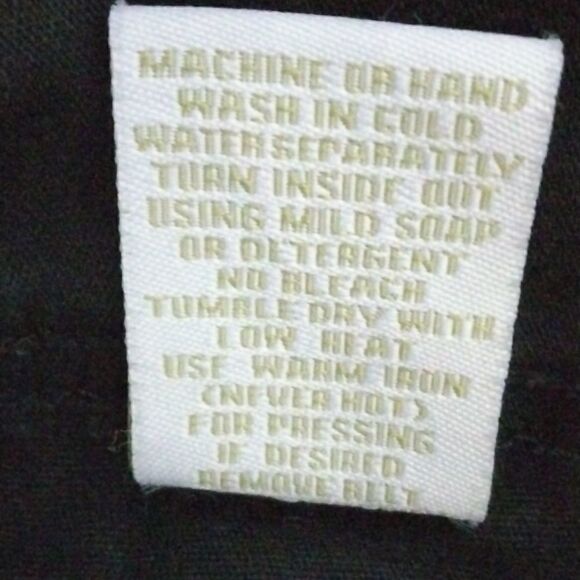 MACHINE OR HAND
WASH IN COLD
WATER SEPARATELY
TURN INSIDE OUT
USING MILD SOAP
OR DETERGENT
NO BLEACH
TUMBLE DRY WITH
LOW HEAT
USE WARM IRON
(NEVER HOT)
FOR PRESSING
IF DESIRED
REMOVE BELT